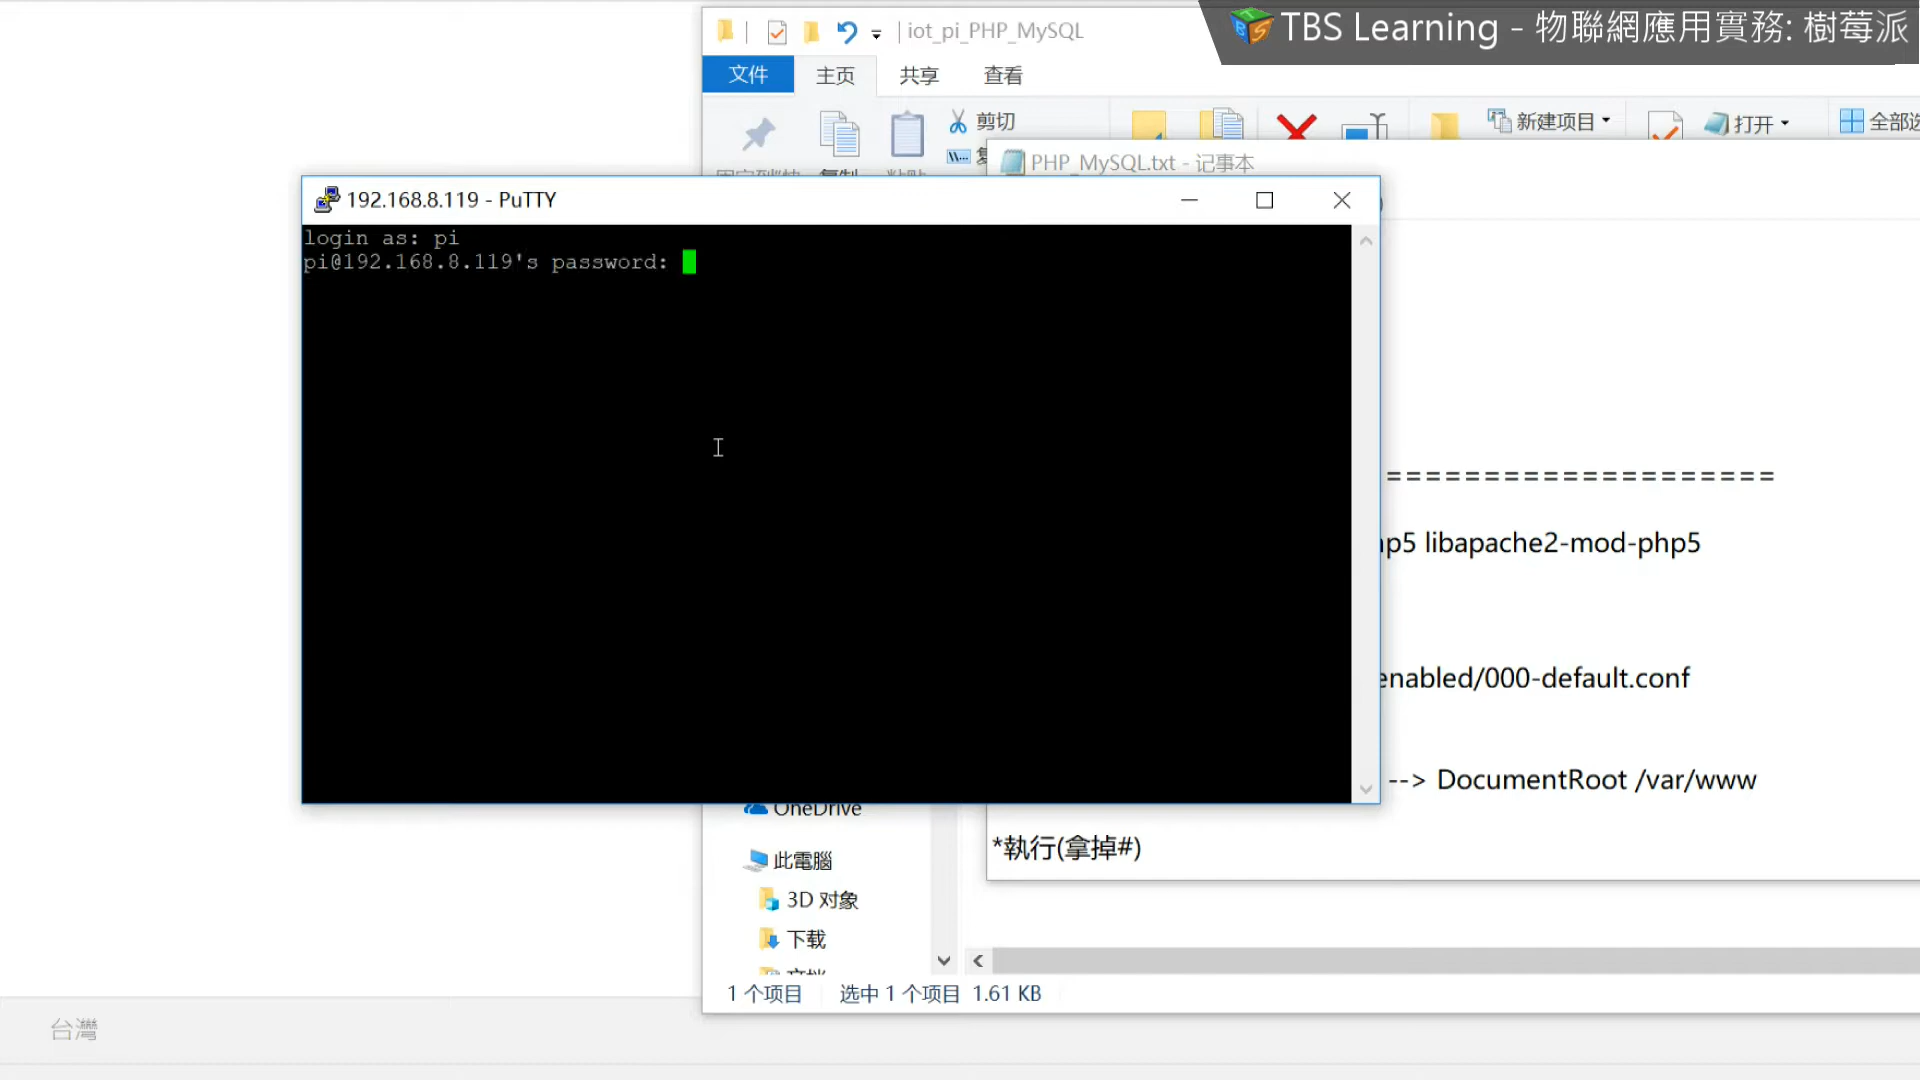 iot_pi_PHP_MySQL
TBS Learning - 物聯網應用實務: 樹莓派
文件 主页 共享 查看
剪切
新建项目
打开
PHP_MySQL.txt - 记事本
192.168.8.119 - PuTTY
login as: pi
pi@192.168.8.119's password:
====================
libapache2-mod-php5
enabled/000-default.conf
--> DocumentRoot /var/www
*執行(拿掉#)
OneDrive
此電腦
3D 对象
下载
1 个项目 选中 1 个项目 1.61 KB
台灣